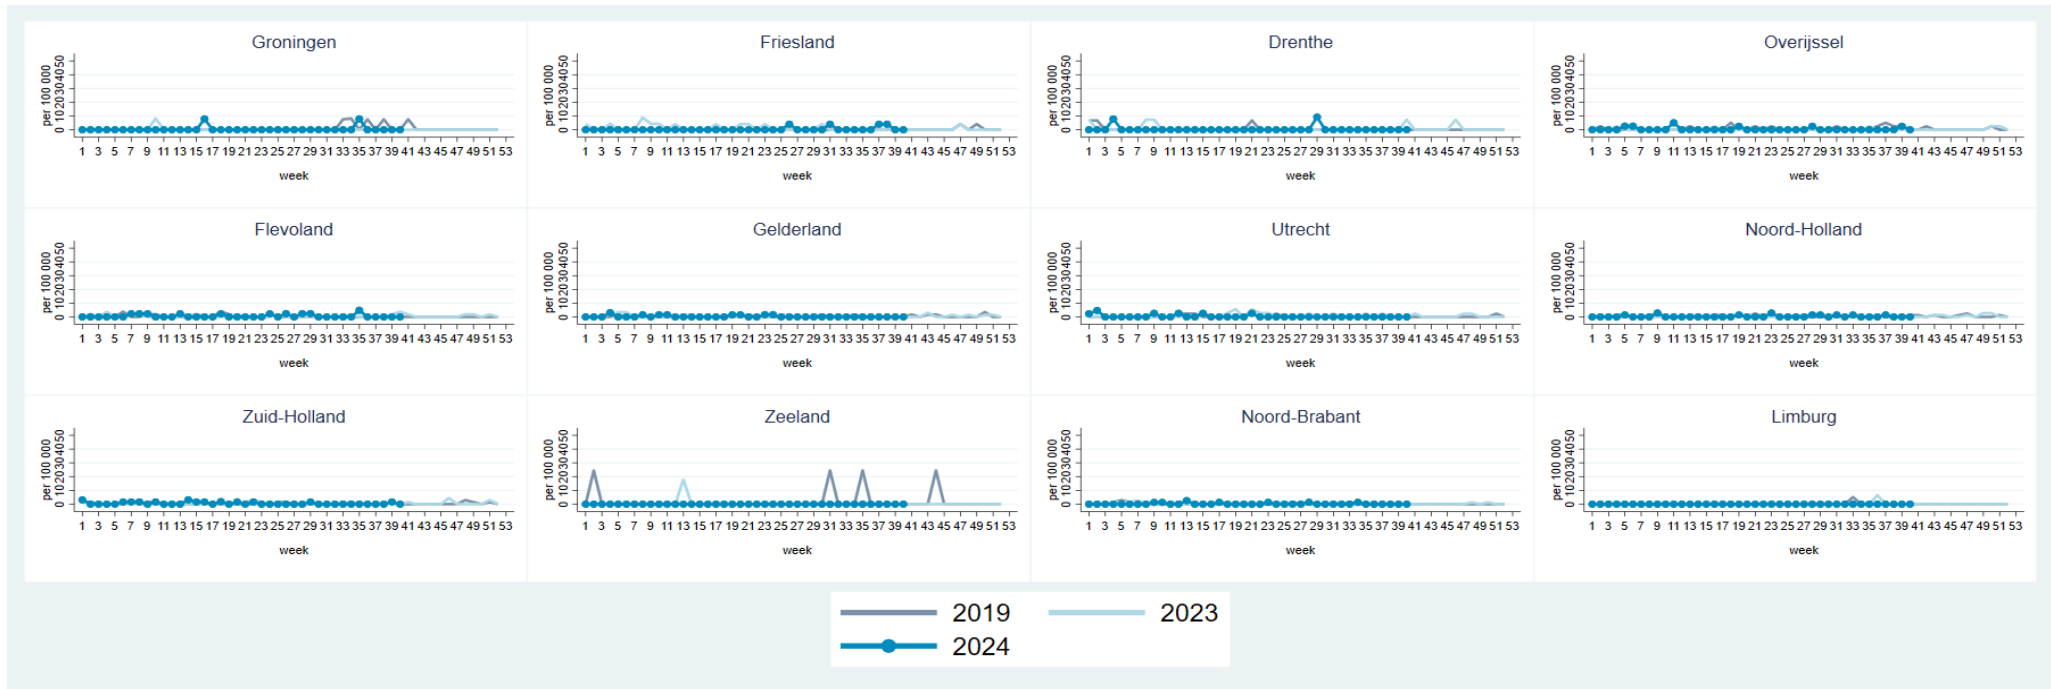 Groningen
per 100 000
0 10 20 30 40 50
1 3 5 7 9 11 13 15 17 19 21 23 25 27 29 31 33 35 37 39 41 43 45 47 49 51 53
week
Friesland
per 100 000
0 10 20 30 40 50
1 3 5 7 9 11 13 15 17 19 21 23 25 27 29 31 33 35 37 39 41 43 45 47 49 51 53
week
Drenthe
per 100 000
0 10 20 30 40 50
1 3 5 7 9 11 13 15 17 19 21 23 25 27 29 31 33 35 37 39 41 43 45 47 49 51 53
week
Overijssel
per 100 000
0 10 20 30 40 50
1 3 5 7 9 11 13 15 17 19 21 23 25 27 29 31 33 35 37 39 41 43 45 47 49 51 53
week
Flevoland
per 100 000
0 10 20 30 40 50
1 3 5 7 9 11 13 15 17 19 21 23 25 27 29 31 33 35 37 39 41 43 45 47 49 51 53
week
Gelderland
per 100 000
0 10 20 30 40 50
1 3 5 7 9 11 13 15 17 19 21 23 25 27 29 31 33 35 37 39 41 43 45 47 49 51 53
week
Utrecht
per 100 000
0 10 20 30 40 50
1 3 5 7 9 11 13 15 17 19 21 23 25 27 29 31 33 35 37 39 41 43 45 47 49 51 53
week
Noord-Holland
per 100 000
0 10 20 30 40 50
1 3 5 7 9 11 13 15 17 19 21 23 25 27 29 31 33 35 37 39 41 43 45 47 49 51 53
week
Zuid-Holland
per 100 000
0 10 20 30 40 50
1 3 5 7 9 11 13 15 17 19 21 23 25 27 29 31 33 35 37 39 41 43 45 47 49 51 53
week
Zeeland
per 100 000
0 10 20 30 40 50
1 3 5 7 9 11 13 15 17 19 21 23 25 27 29 31 33 35 37 39 41 43 45 47 49 51 53
week
Noord-Brabant
per 100 000
0 10 20 30 40 50
1 3 5 7 9 11 13 15 17 19 21 23 25 27 29 31 33 35 37 39 41 43 45 47 49 51 53
week
Limburg
per 100 000
0 10 20 30 40 50
1 3 5 7 9 11 13 15 17 19 21 23 25 27 29 31 33 35 37 39 41 43 45 47 49 51 53
week
2019 2023
2024